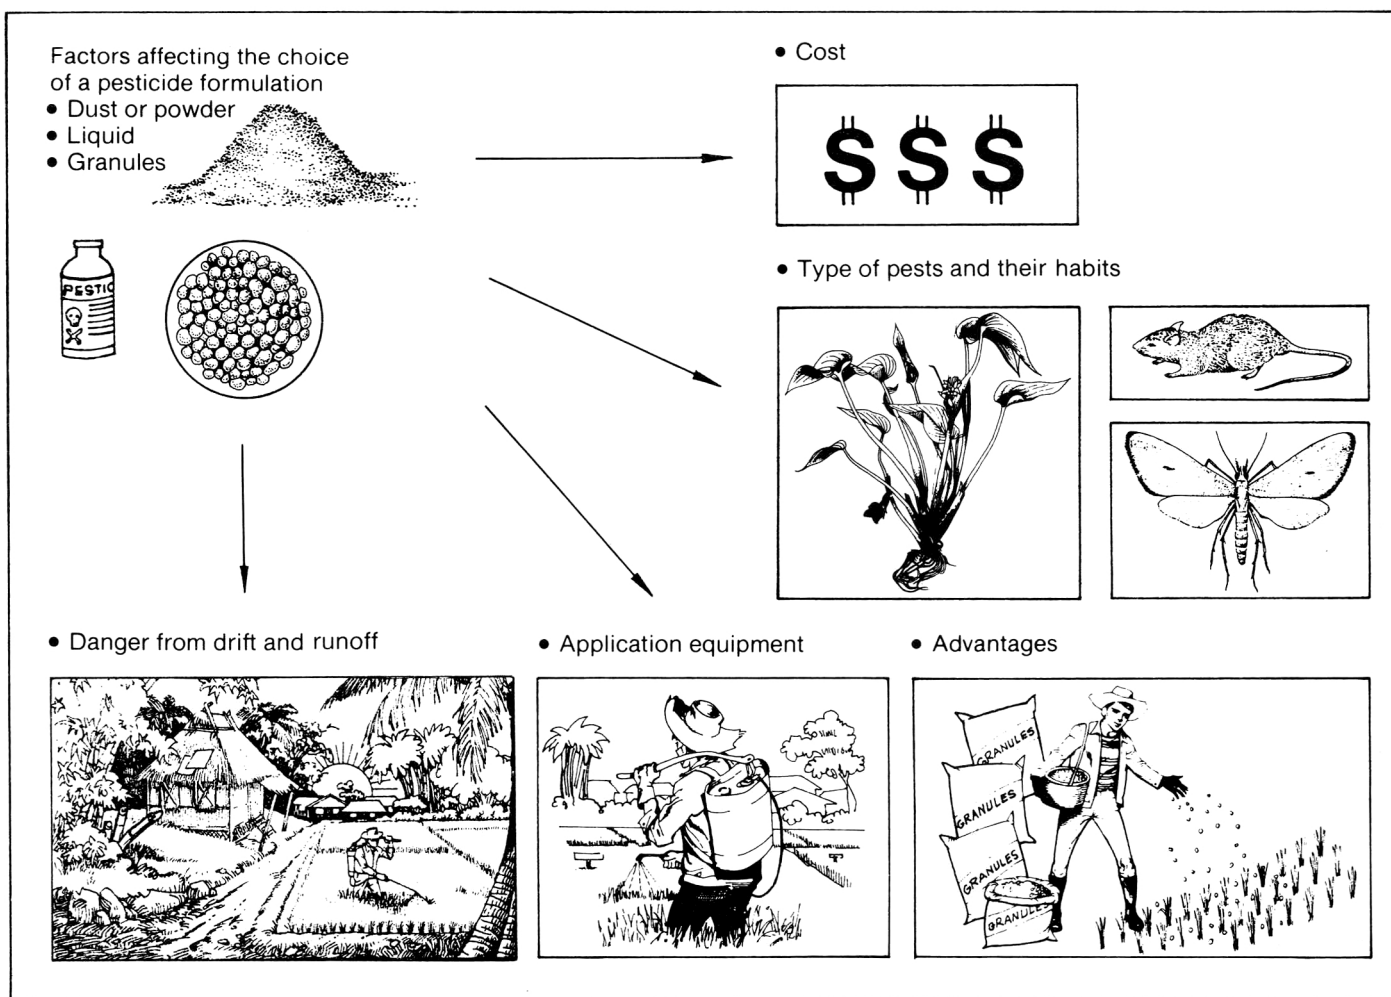 Factors affecting the choice
of a pesticide formulation
• Dust or powder
• Liquid
• Granules
PESTIC
• Cost
$ $ $
• Type of pests and their habits
• Danger from drift and runoff
• Application equipment
• Advantages
GRANULES
GRANULES
GRANULES
GRANULES